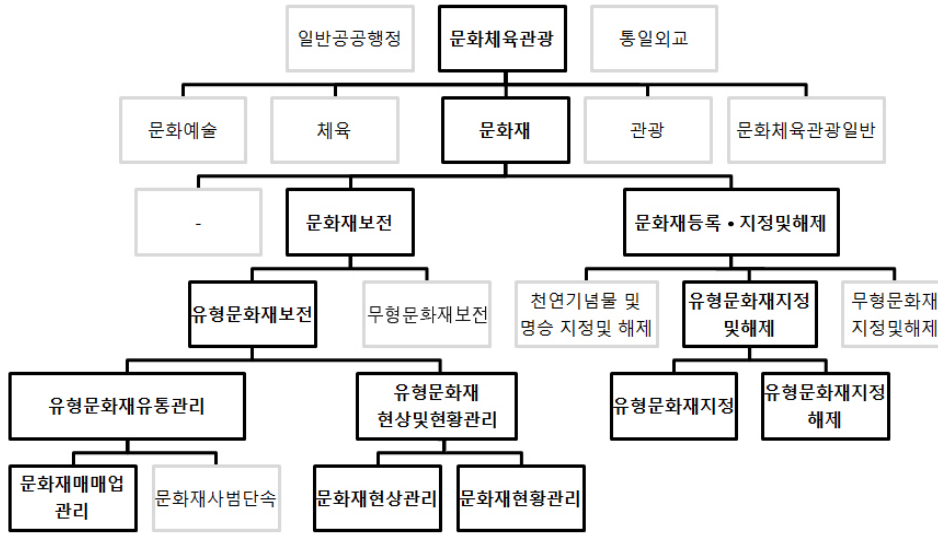 일반공공행정
문화체육관광
통일외교
문화예술
체육
문화재
관광
문화체육관광일반
-
문화재보전
문화재등록 • 지정및해제
유형문화재보전
무형문화재보전
천연기념물 및
명승 지정및 해제
유형문화재지정
및해제
무형문화재
지정및해제
유형문화재유통관리
유형문화재
현상및현황관리
유형문화재지정
유형문화재지정
해제
문화재매매업
관리
문화재사범단속
문화재현상관리
문화재현황관리